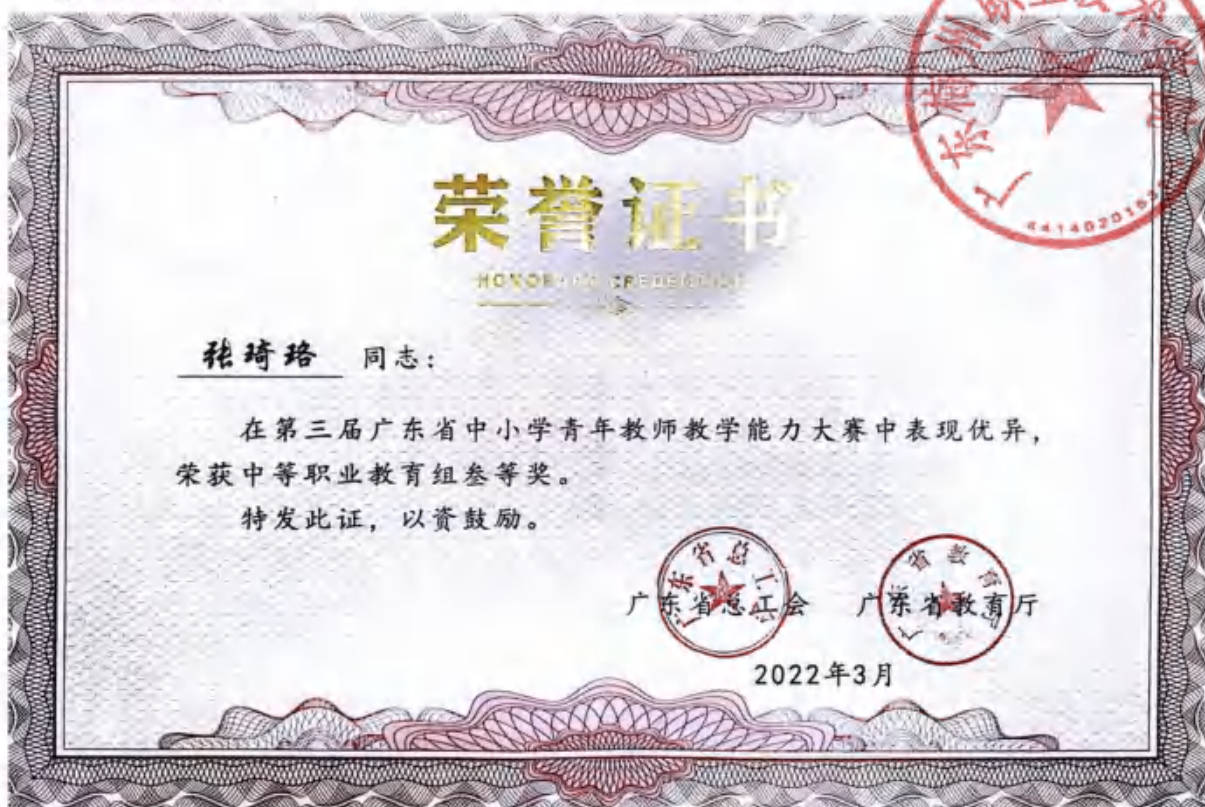 荣誉证书
张琦珞 同志:
在第三届广东省中小学青年教师教学能力大赛中表现优异,
荣获中等职业教育组叁等奖。
特发此证, 以资鼓励。
广东省总工会 广东省教育厅
2022年3月